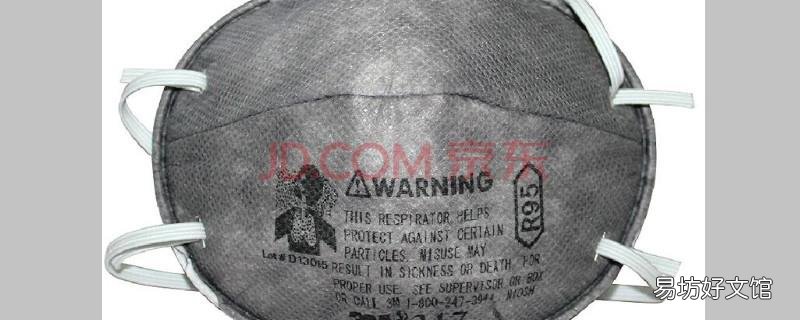 JD.COM 京东
⚠WARNING
THIS RESPIRATOR HELPS
PROTECT AGAINST CERTAIN
PARTICLES. MISUSE MAY
RESULT IN SICKNESS OR DEATH. FOR
PROPER USE. SEE SUPERVISOR OR BOX
OR CALL 3M 1-800-247-3941. NIOSH
R95
Lot# D13015
易坊好文馆